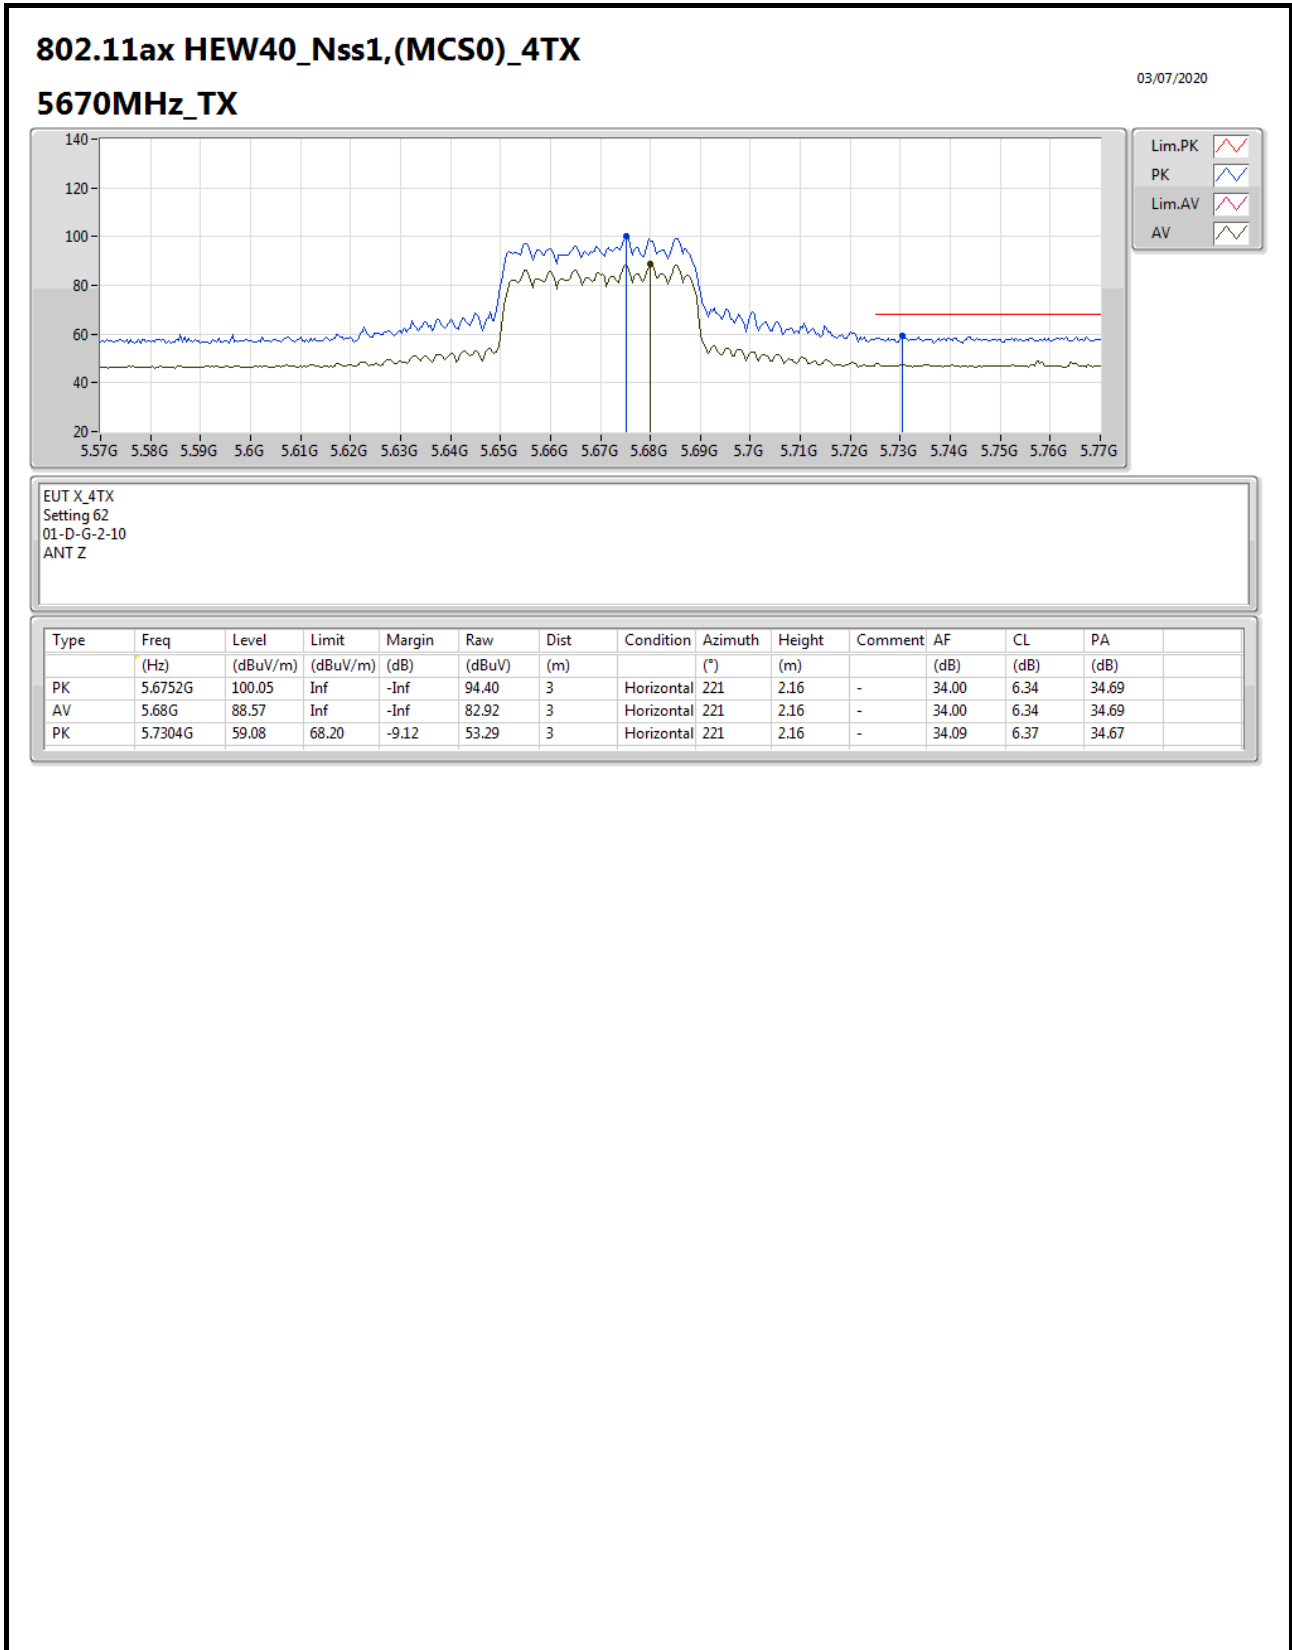 802.11ax HEW40_Nss1,(MCS0)_4TX
03/07/2020
5670MHz_TX
140
120
100
80
60
40
20
5.57G 5.58G 5.59G 5.6G 5.61G 5.62G 5.63G 5.64G 5.65G 5.66G 5.67G 5.68G 5.69G 5.7G 5.71G 5.72G 5.73G 5.74G 5.75G 5.76G 5.77G
Lim.PK
PK
Lim.AV
AV
EUT X_4TX
Setting 62
01-D-G-2-10
ANT Z
Type Freq Level Limit Margin Raw Dist Condition Azimuth Height Comment AF CL PA
(Hz) (dBuV/m) (dBuV/m) (dB) (dBuV) (m) (°) (m) (dB) (dB) (dB)
PK 5.6752G 100.05 Inf -Inf 94.40 3 Horizontal 221 2.16 - 34.00 6.34 34.69
AV 5.68G 88.57 Inf -Inf 82.92 3 Horizontal 221 2.16 - 34.00 6.34 34.69
PK 5.7304G 59.08 68.20 -9.12 53.29 3 Horizontal 221 2.16 - 34.09 6.37 34.67